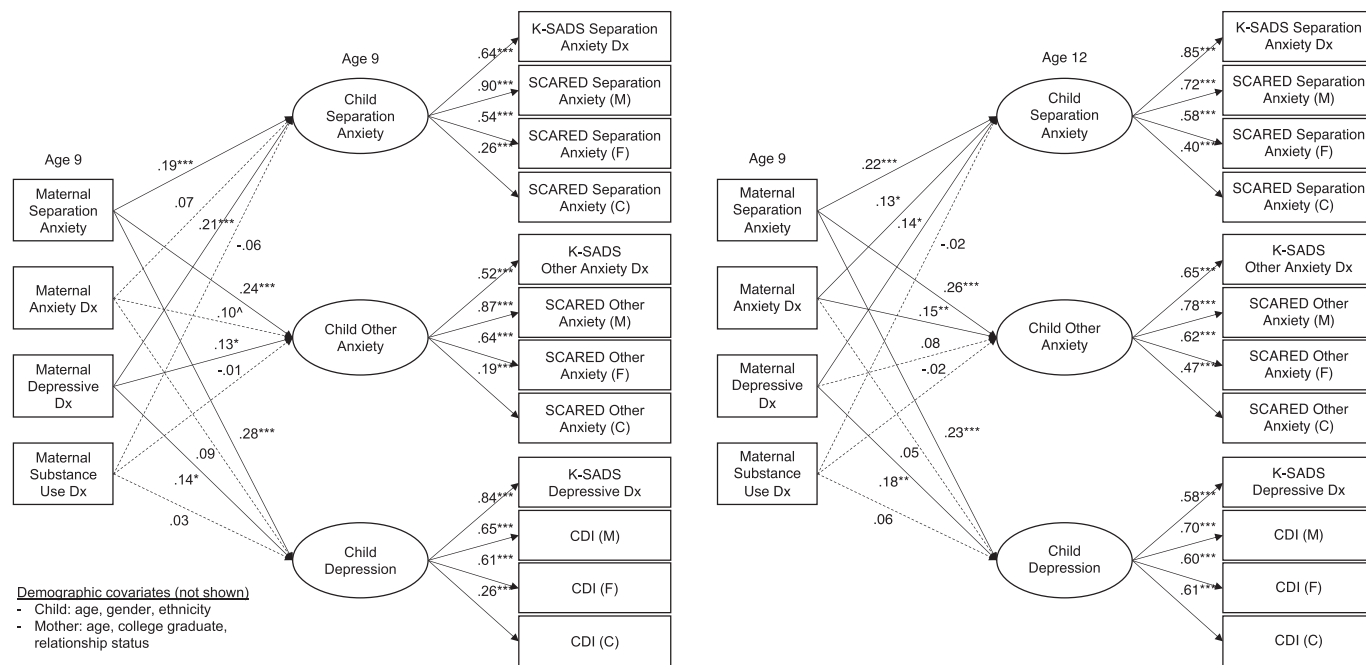 Age 9
Maternal
Separation
Anxiety
Maternal
Anxiety Dx
Maternal
Depressive
Dx
Maternal
Substance
Use Dx
.19***
.07
.21***
-.06
.24***
.10^
.13*
-.01
.28***
.09
.14*
.03
Age 9
Child
Separation
Anxiety
Child Other
Anxiety
Child
Depression
.64***
.90***
.54***
.26***
K-SADS Separation
Anxiety Dx
SCARED Separation
Anxiety (M)
SCARED Separation
Anxiety (F)
SCARED Separation
Anxiety (C)
.52***
.87***
.64***
.19***
K-SADS
Other Anxiety Dx
SCARED Other
Anxiety (M)
SCARED Other
Anxiety (F)
SCARED Other
Anxiety (C)
.84***
.65***
.61***
.26***
K-SADS
Depressive Dx
CDI (M)
CDI (F)
CDI (C)
Demographic covariates (not shown)
- Child: age, gender, ethnicity
- Mother: age, college graduate,
relationship status
Age 9
Maternal
Separation
Anxiety
Maternal
Anxiety Dx
Maternal
Depressive
Dx
Maternal
Substance
Use Dx
.22***
.13*
.14*
-.02
.26***
.15**
.08
-.02
.23***
.05
.18**
.06
Age 12
Child
Separation
Anxiety
Child Other
Anxiety
Child
Depression
.85***
.72***
.58***
.40***
K-SADS Separation
Anxiety Dx
SCARED Separation
Anxiety (M)
SCARED Separation
Anxiety (F)
SCARED Separation
Anxiety (C)
.65***
.78***
.62***
.47***
K-SADS
Other Anxiety Dx
SCARED Other
Anxiety (M)
SCARED Other
Anxiety (F)
SCARED Other
Anxiety (C)
.58***
.70***
.60***
.61***
K-SADS
Depressive Dx
CDI (M)
CDI (F)
CDI (C)